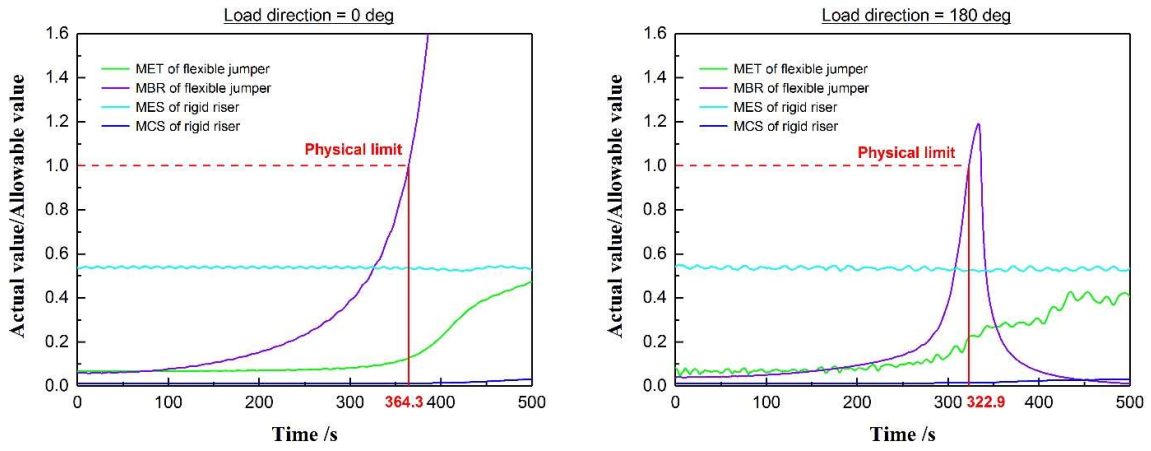 Load direction = 0 deg
1.6
1.4
1.2
1.0
0.8
0.6
0.4
0.2
0.0
Actual value/Allowable value
MET of flexible jumper
MBR of flexible jumper
MES of rigid riser
MCS of rigid riser
Physical limit
0
100
200
300
364.3
400
500
Time /s
Load direction = 180 deg
1.6
1.4
1.2
1.0
0.8
0.6
0.4
0.2
0.0
Actual value/Allowable value
MET of flexible jumper
MBR of flexible jumper
MES of rigid riser
MCS of rigid riser
Physical limit
0
100
200
300
322.9
400
500
Time /s